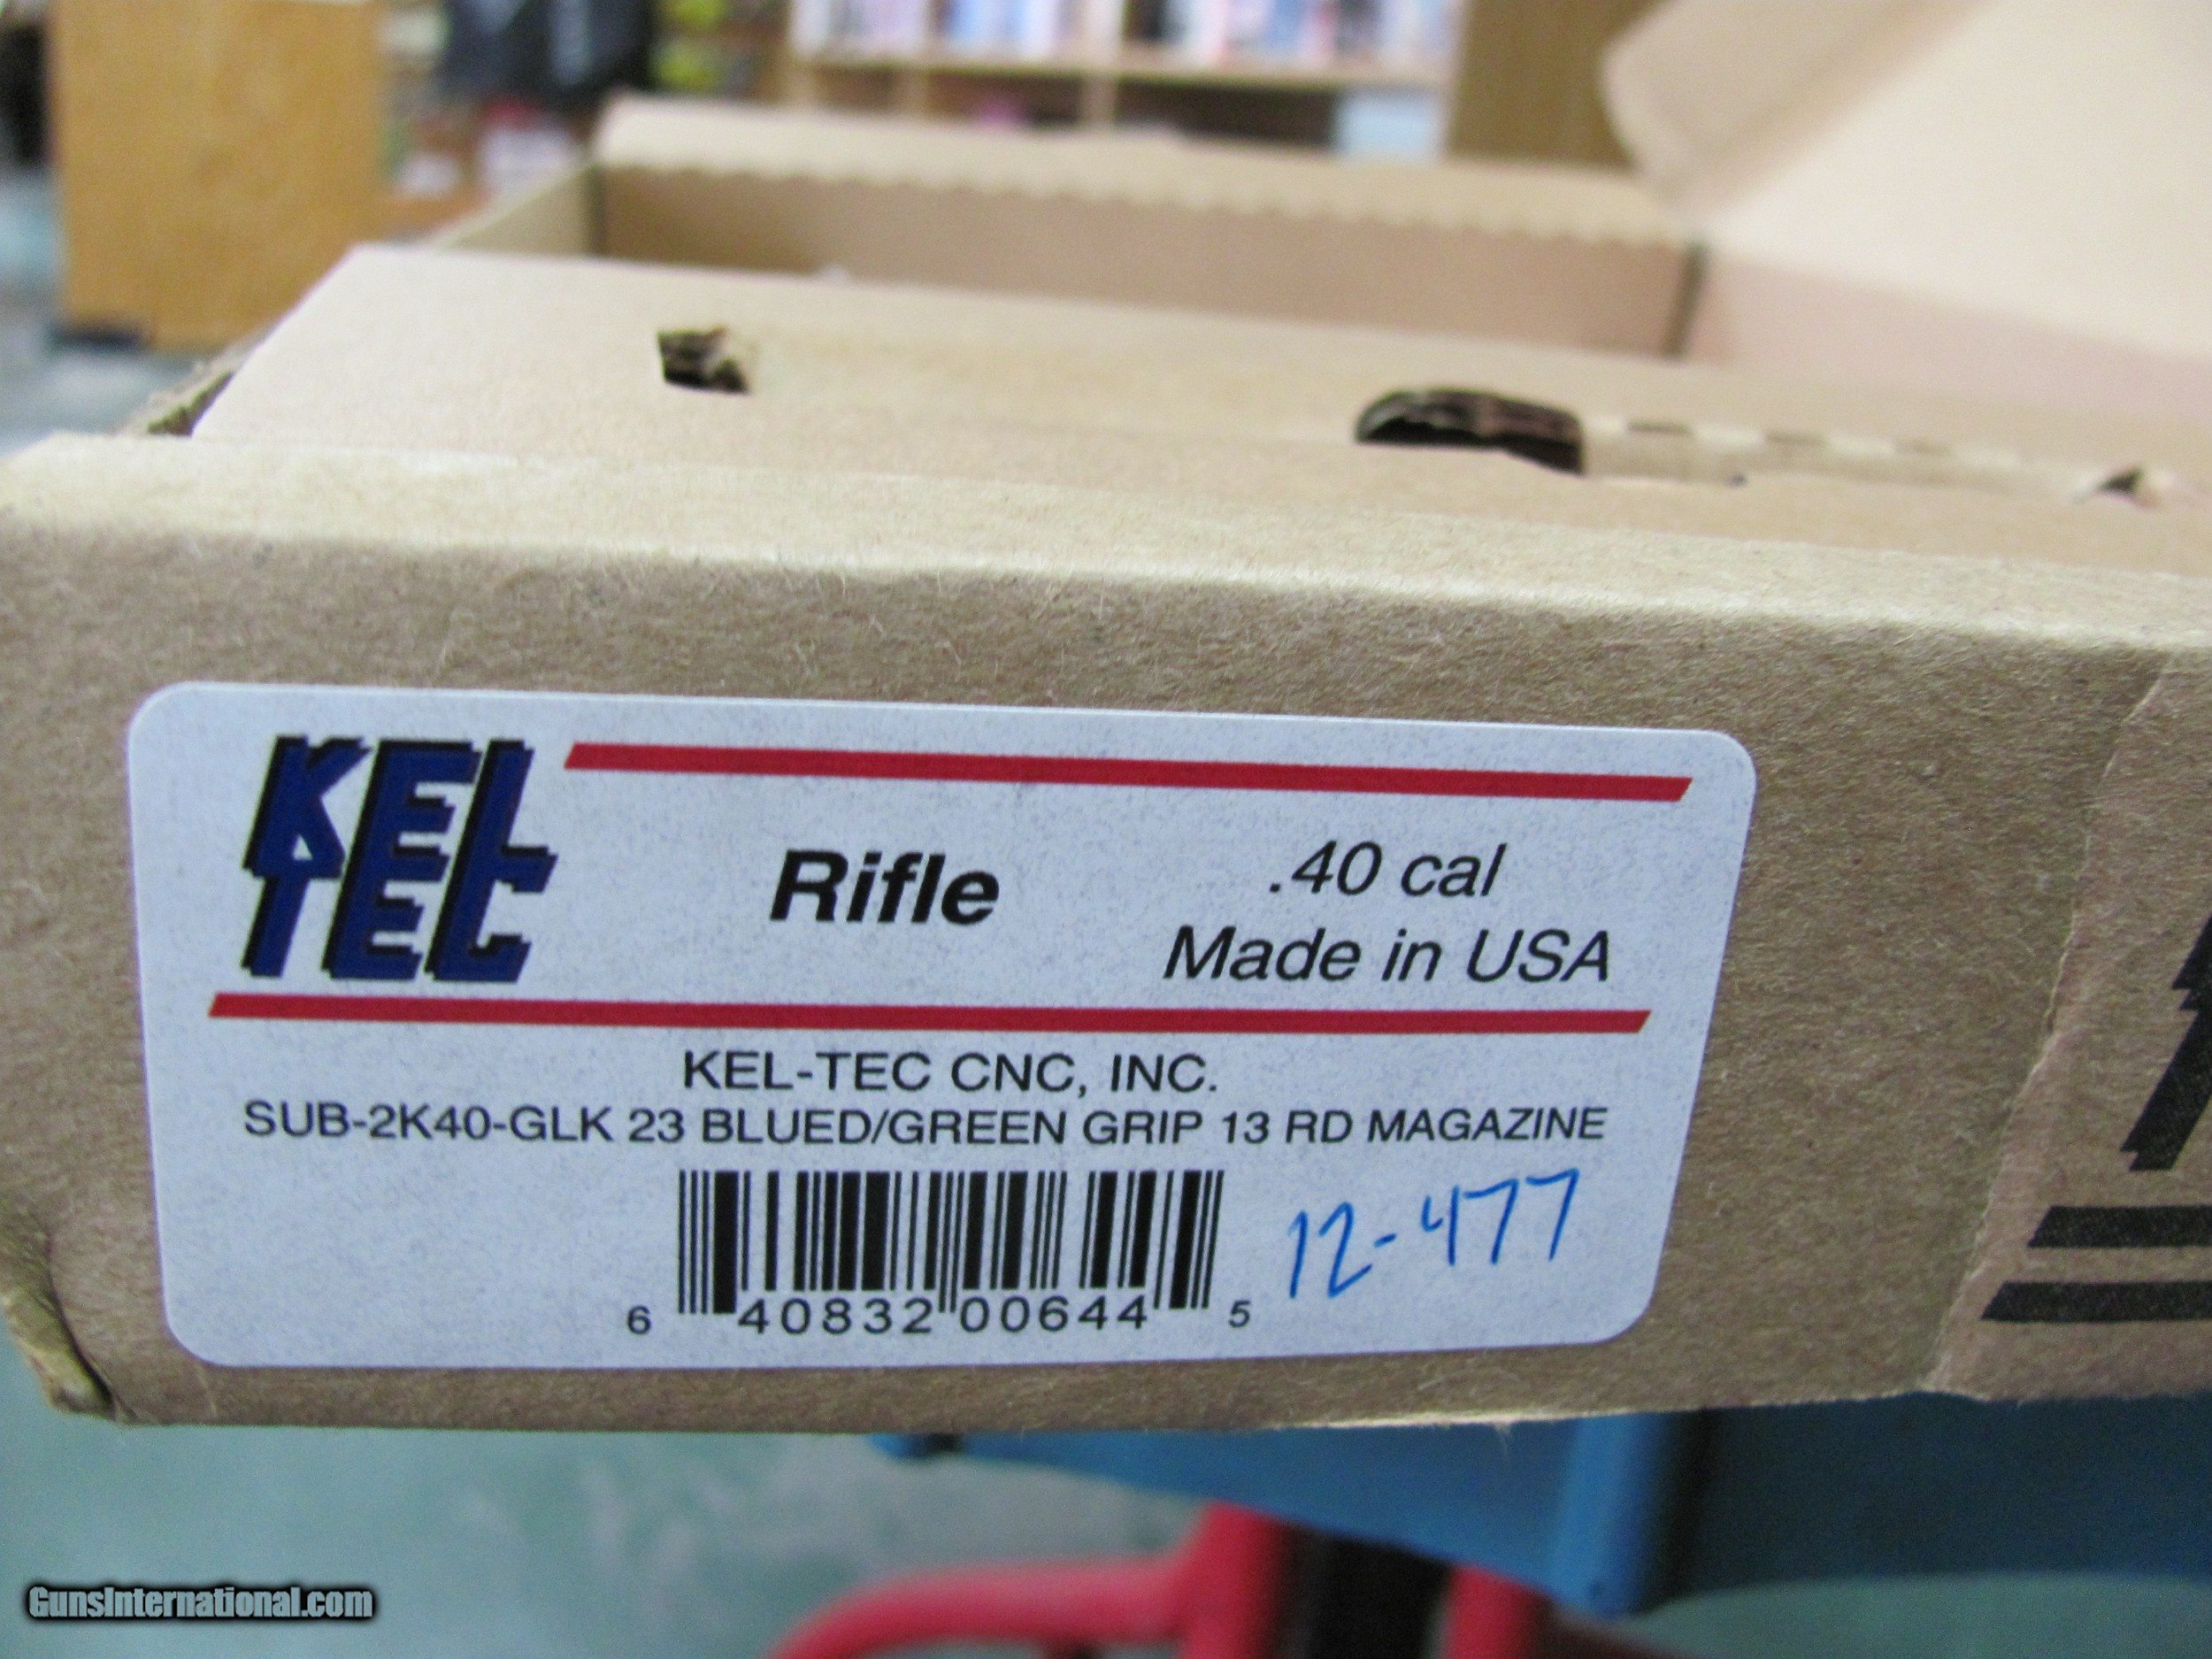 KEL
TEC
Rifle
.40 cal
Made in USA
KEL-TEC CNC, INC.
SUB-2K40-GLK 23 BLUED/GREEN GRIP 13 RD MAGAZINE
6 40832 00644 5
12-477
GunsInternational.com